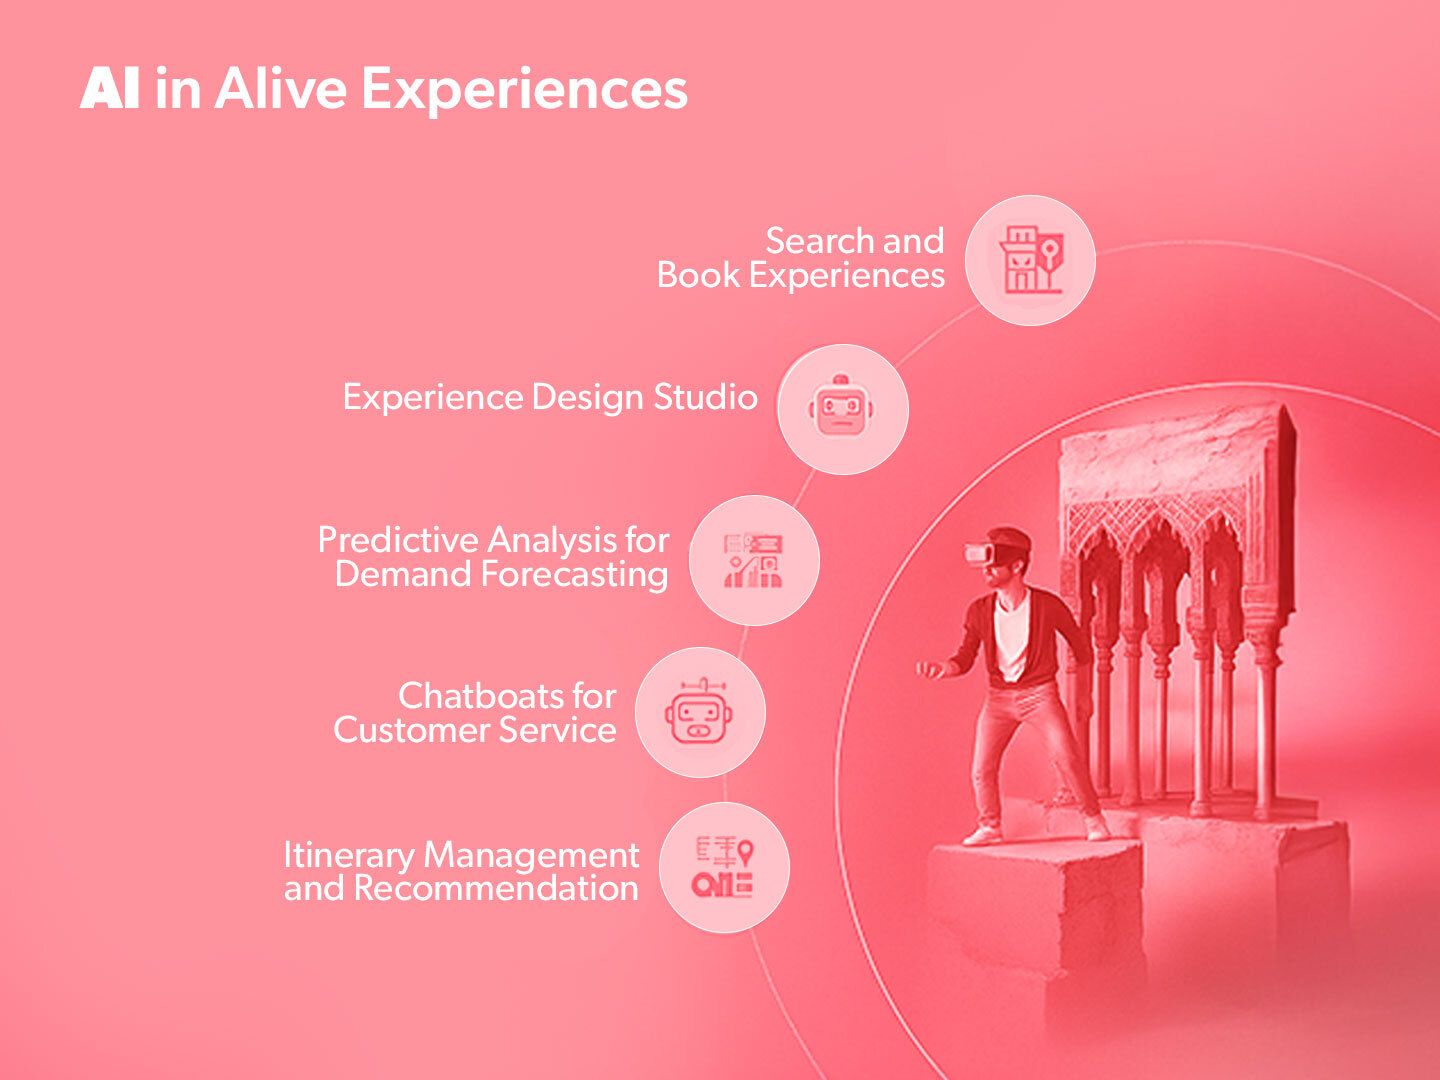 AI in Alive Experiences
Search and
Book Experiences
Experience Design Studio
Predictive Analysis for
Demand Forecasting
Chatboats for
Customer Service
Itinerary Management
and Recommendation